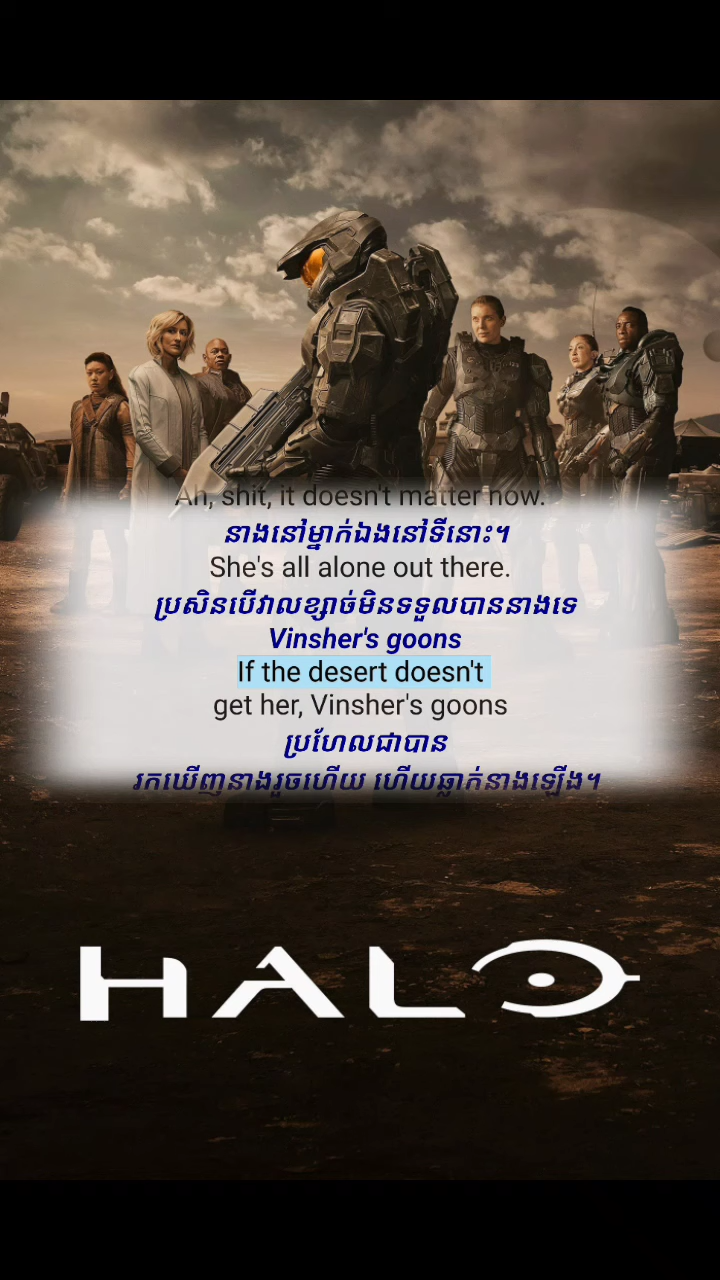 Ah, shit, it doesn't matter now.
នាងនៅម្នាក់ឯងនៅទីនោះ។
She's all alone out there.
ប្រសិនបើវាលខ្សាច់មិនទទួលបាននាងទេ
Vinsher's goons
If the desert doesn't
get her, Vinsher's goons
ប្រហែលជាបាន
រកឃើញនាងរួចហើយ ហើយឆ្លាក់នាងឡើង។
HALO